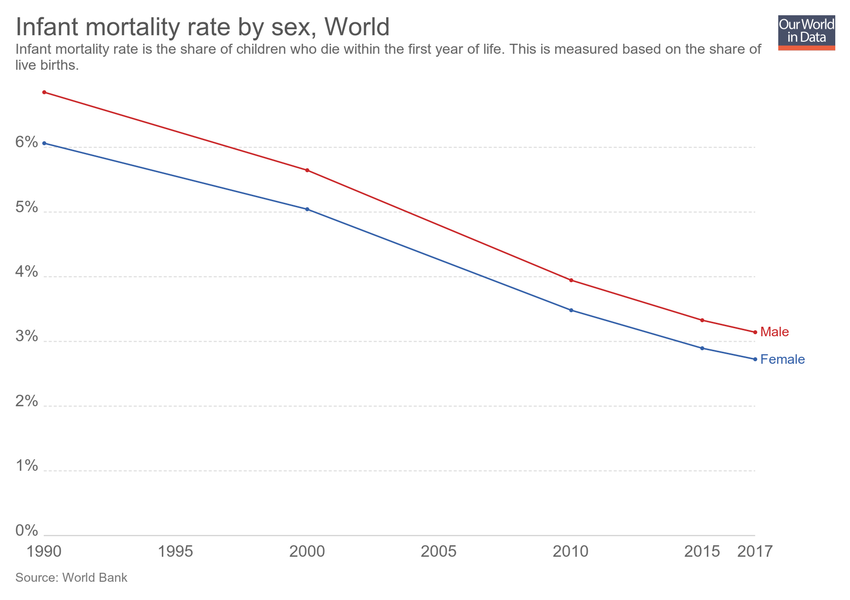 Infant mortality rate by sex, World
Infant mortality rate is the share of children who die within the first year of life. This is measured based on the share of
live births.
Our World
in Data
6%
5%
4%
3%
2%
1%
0%
Male
Female
1990 1995 2000 2005 2010 2015 2017
Source: World Bank